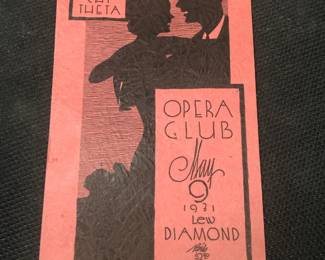 THETA
OPERA
CLUB
May
9
1931
LEW
DIAMOND